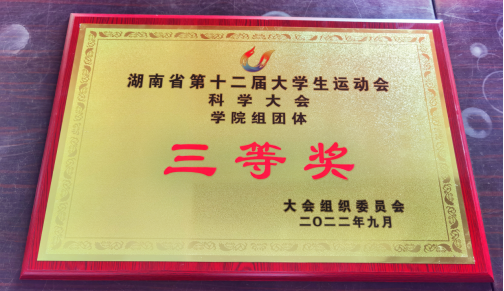 湖南省第十二届大学生运动会
科学大会
学院组团体
三等奖
大会组织委员会
二〇二二年九月